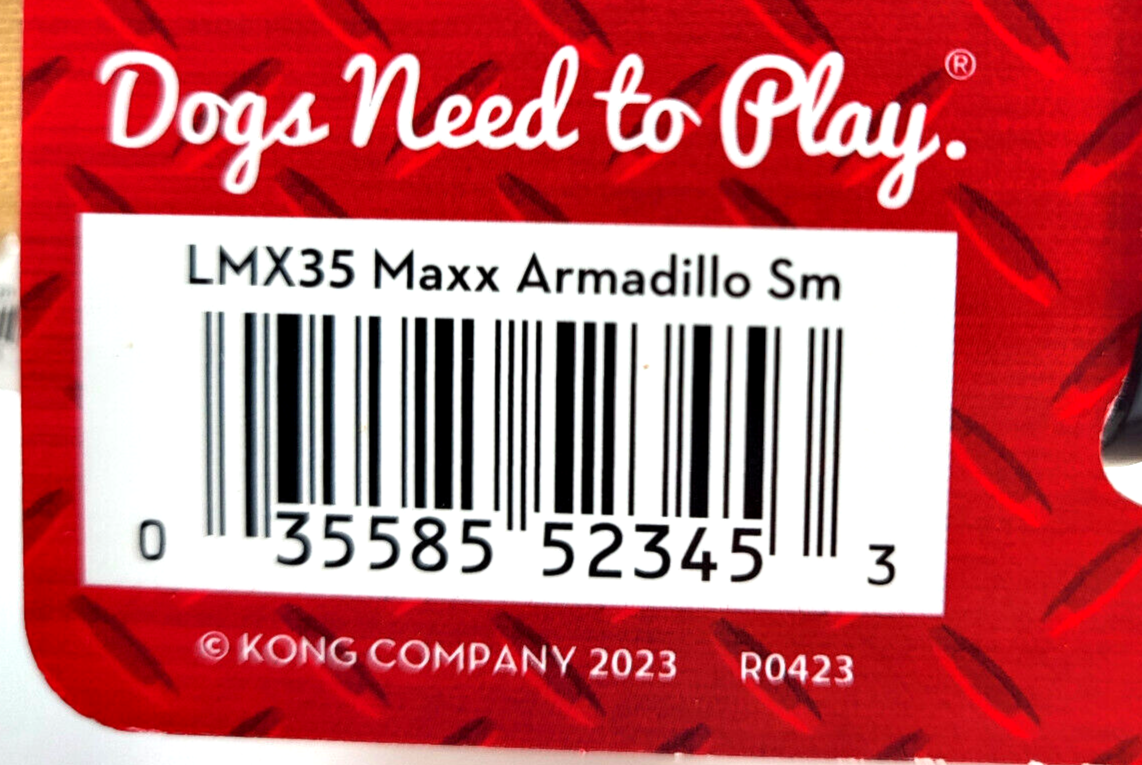 Dogs Need to Play.®
LMX35 Maxx Armadillo Sm
0 35585 52345 3
© KONG COMPANY 2023 R0423